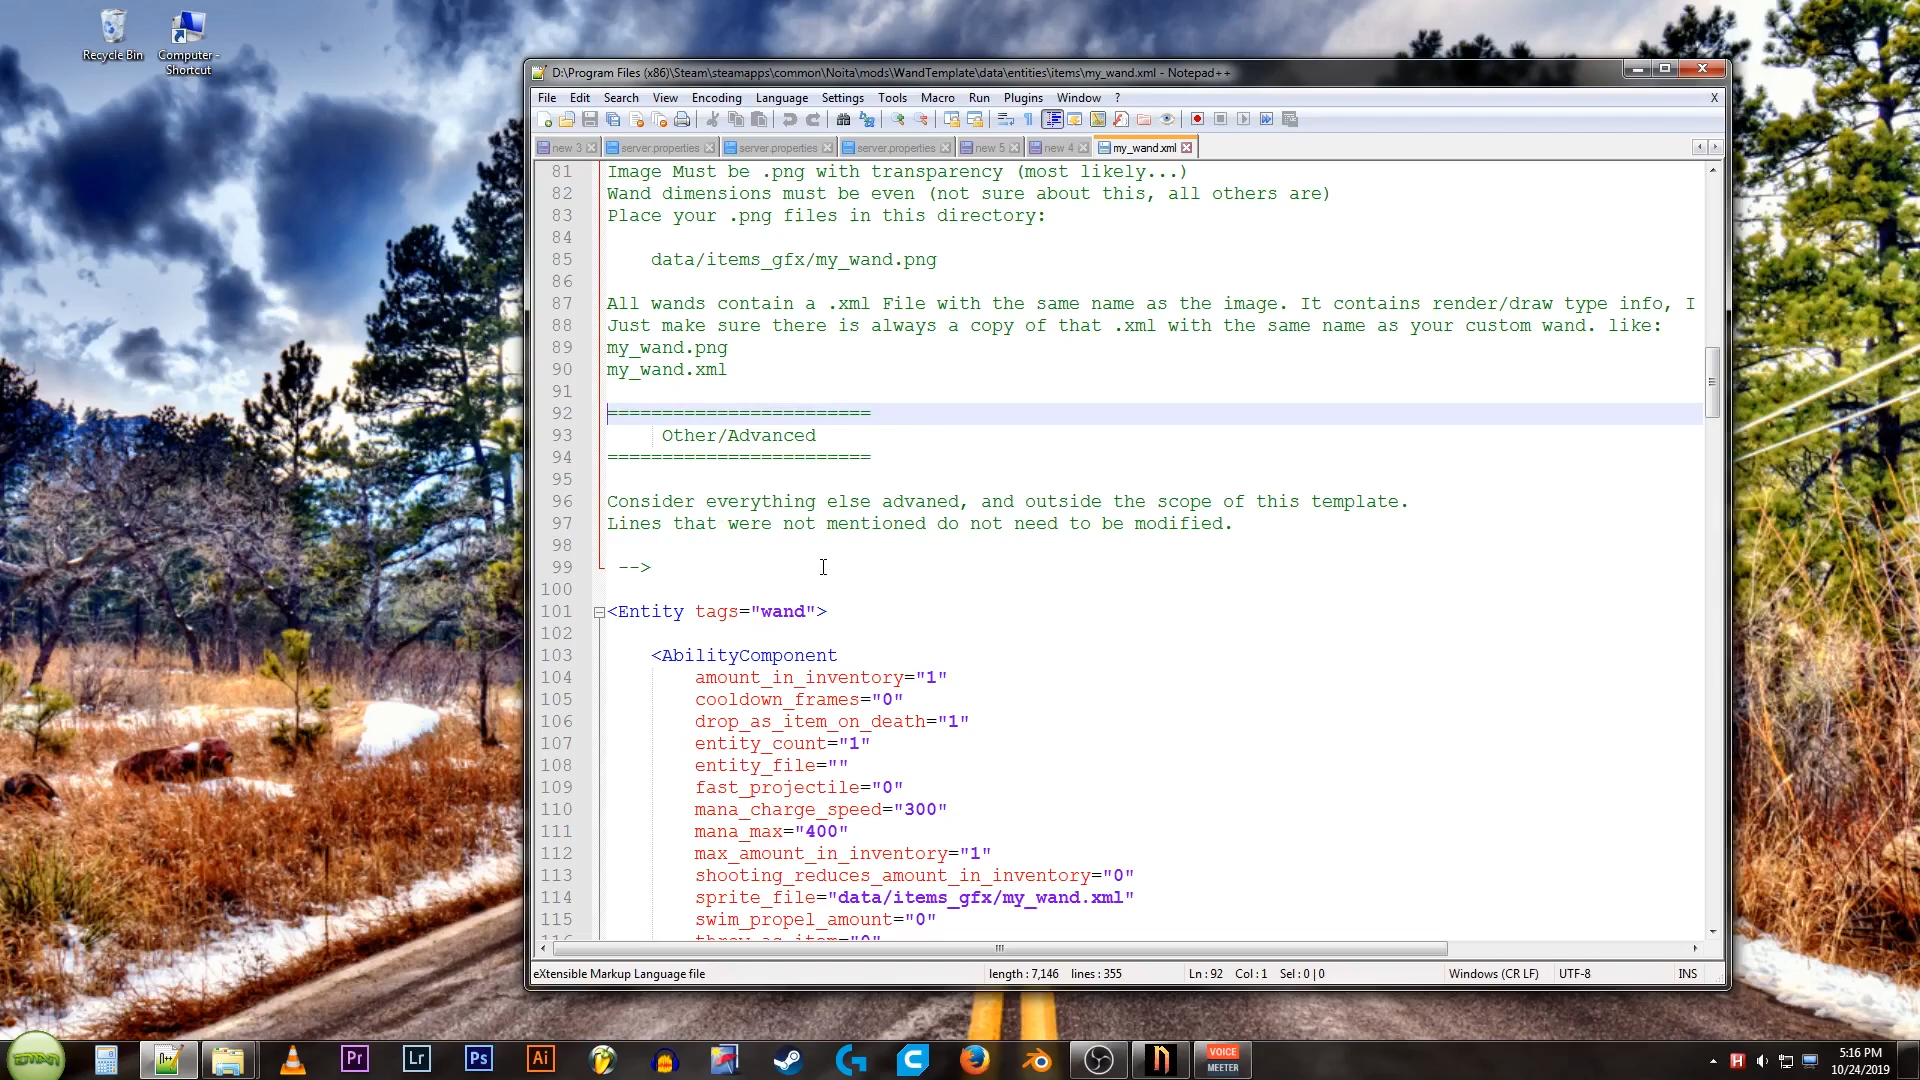 Recycle Bin
Computer - Shortcut
D:\Program Files (x86)\Steam\steamapps\common\Noita\mods\WandTemplate\data\entities\items\my_wand.xml - Notepad++
File Edit Search View Encoding Language Settings Tools Macro Run Plugins Window ? X
new 3 server.properties server.properties server.properties new 5 new 4 my_wand.xml
81 Image Must be .png with transparency (most likely...)
82 Wand dimensions must be even (not sure about this, all others are)
83 Place your .png files in this directory:
84
85 data/items_gfx/my_wand.png
86
87 All wands contain a .xml File with the same name as the image. It contains render/draw type info, I
88 Just make sure there is always a copy of that .xml with the same name as your custom wand. like:
89 my_wand.png
90 my_wand.xml
91
92 ========================
93 Other/Advanced
94 ========================
95
96 Consider everything else advaned, and outside the scope of this template.
97 Lines that were not mentioned do not need to be modified.
98
99 -->
100
101 <Entity tags="wand">
102
103 <AbilityComponent
104 amount_in_inventory="1"
105 cooldown_frames="0"
106 drop_as_item_on_death="1"
107 entity_count="1"
108 entity_file=""
109 fast_projectile="0"
110 mana_charge_speed="300"
111 mana_max="400"
112 max_amount_in_inventory="1"
113 shooting_reduces_amount_in_inventory="0"
114 sprite_file="data/items_gfx/my_wand.xml"
115 swim_propel_amount="0"
116 throw_as_item="0"
eXtensible Markup Language file length : 7,146 lines : 355 Ln : 92 Col : 1 Sel : 0 | 0 Windows (CR LF) UTF-8 INS
Pr Lr Ps Ai VOICE MEETER
5:16 PM
10/24/2019